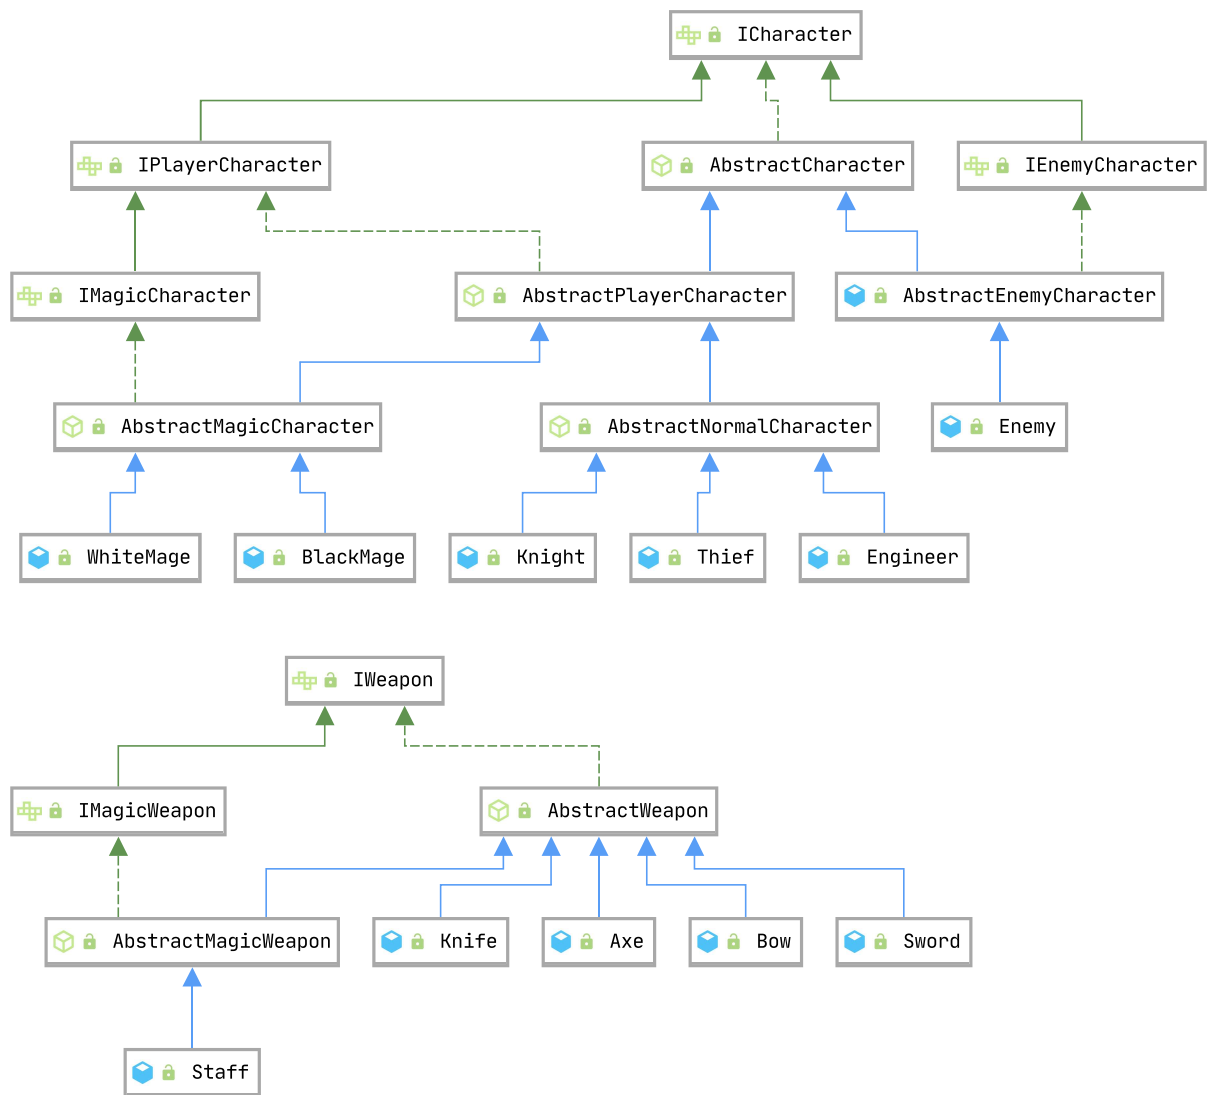 ICharacter
IPlayerCharacter
AbstractCharacter
IEnemyCharacter
IMagicCharacter
AbstractPlayerCharacter
AbstractEnemyCharacter
AbstractMagicCharacter
AbstractNormalCharacter
Enemy
WhiteMage
BlackMage
Knight
Thief
Engineer
IWeapon
IMagicWeapon
AbstractWeapon
AbstractMagicWeapon
Knife
Axe
Bow
Sword
Staff